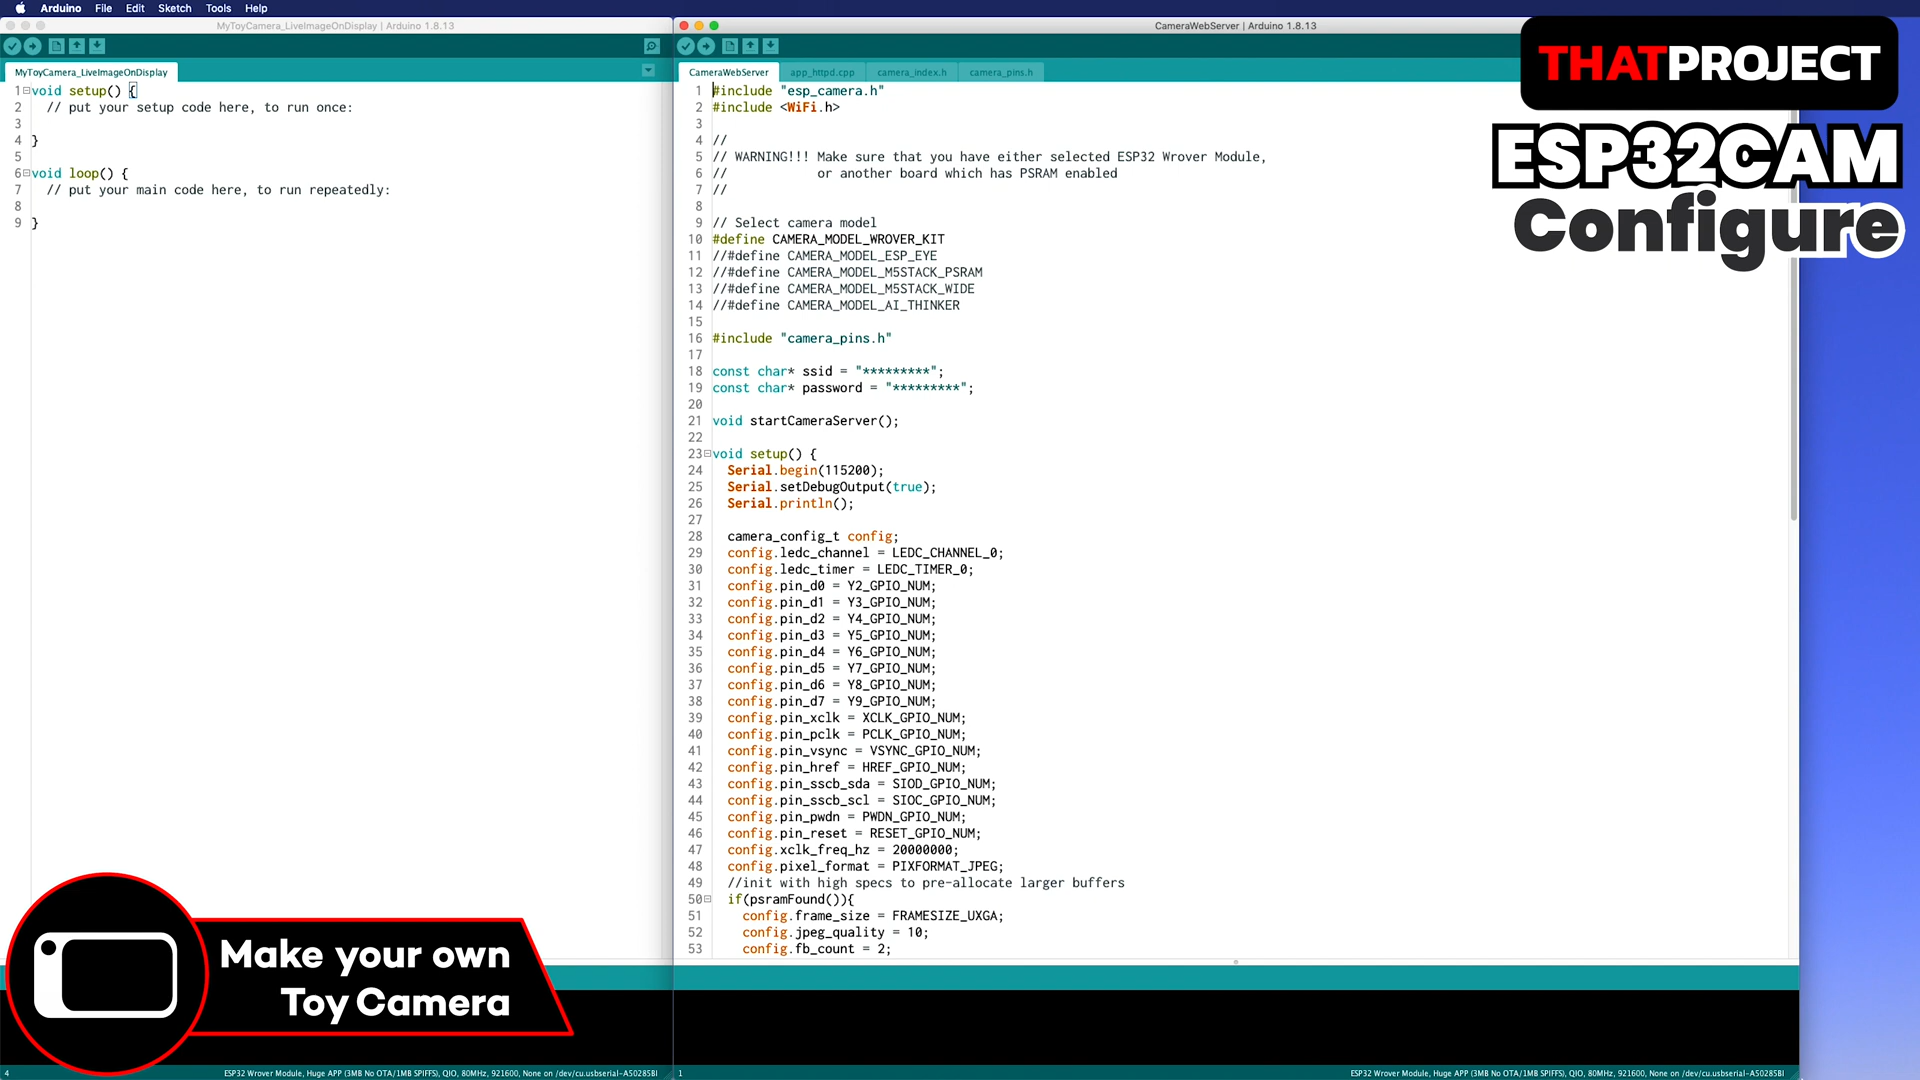 Arduino File Edit Sketch Tools Help
MyToyCamera_LiveImageOnDisplay | Arduino 1.8.13
MyToyCamera_LiveImageOnDisplay
1 void setup() {
2 // put your setup code here, to run once:
3
4 }
5
6 void loop() {
7 // put your main code here, to run repeatedly:
8
9 }
4
ESP32 Wrover Module, Huge APP (3MB No OTA/1MB SPIFFS), QIO, 80MHz, 921600, None on /dev/cu.usbserial-A50285BI
CameraWebServer | Arduino 1.8.13
CameraWebServer app_httpd.cpp camera_index.h camera_pins.h
1 #include "esp_camera.h"
2 #include <WiFi.h>
3
4 //
5 // WARNING!!! Make sure that you have either selected ESP32 Wrover Module,
6 // or another board which has PSRAM enabled
7 //
8
9 // Select camera model
10 #define CAMERA_MODEL_WROVER_KIT
11 //#define CAMERA_MODEL_ESP_EYE
12 //#define CAMERA_MODEL_M5STACK_PSRAM
13 //#define CAMERA_MODEL_M5STACK_WIDE
14 //#define CAMERA_MODEL_AI_THINKER
15
16 #include "camera_pins.h"
17
18 const char* ssid = "*********";
19 const char* password = "*********";
20
21 void startCameraServer();
22
23 void setup() {
24 Serial.begin(115200);
25 Serial.setDebugOutput(true);
26 Serial.println();
27
28 camera_config_t config;
29 config.ledc_channel = LEDC_CHANNEL_0;
30 config.ledc_timer = LEDC_TIMER_0;
31 config.pin_d0 = Y2_GPIO_NUM;
32 config.pin_d1 = Y3_GPIO_NUM;
33 config.pin_d2 = Y4_GPIO_NUM;
34 config.pin_d3 = Y5_GPIO_NUM;
35 config.pin_d4 = Y6_GPIO_NUM;
36 config.pin_d5 = Y7_GPIO_NUM;
37 config.pin_d6 = Y8_GPIO_NUM;
38 config.pin_d7 = Y9_GPIO_NUM;
39 config.pin_xclk = XCLK_GPIO_NUM;
40 config.pin_pclk = PCLK_GPIO_NUM;
41 config.pin_vsync = VSYNC_GPIO_NUM;
42 config.pin_href = HREF_GPIO_NUM;
43 config.pin_sscb_sda = SIOD_GPIO_NUM;
44 config.pin_sscb_scl = SIOC_GPIO_NUM;
45 config.pin_pwdn = PWDN_GPIO_NUM;
46 config.pin_reset = RESET_GPIO_NUM;
47 config.xclk_freq_hz = 20000000;
48 config.pixel_format = PIXFORMAT_JPEG;
49 //init with high specs to pre-allocate larger buffers
50 if(psramFound()){
51 config.frame_size = FRAMESIZE_UXGA;
52 config.jpeg_quality = 10;
53 config.fb_count = 2;
1
ESP32 Wrover Module, Huge APP (3MB No OTA/1MB SPIFFS), QIO, 80MHz, 921600, None on /dev/cu.usbserial-A50285BI
THATPROJECT
ESP32CAM
Configure
Make your own
Toy Camera